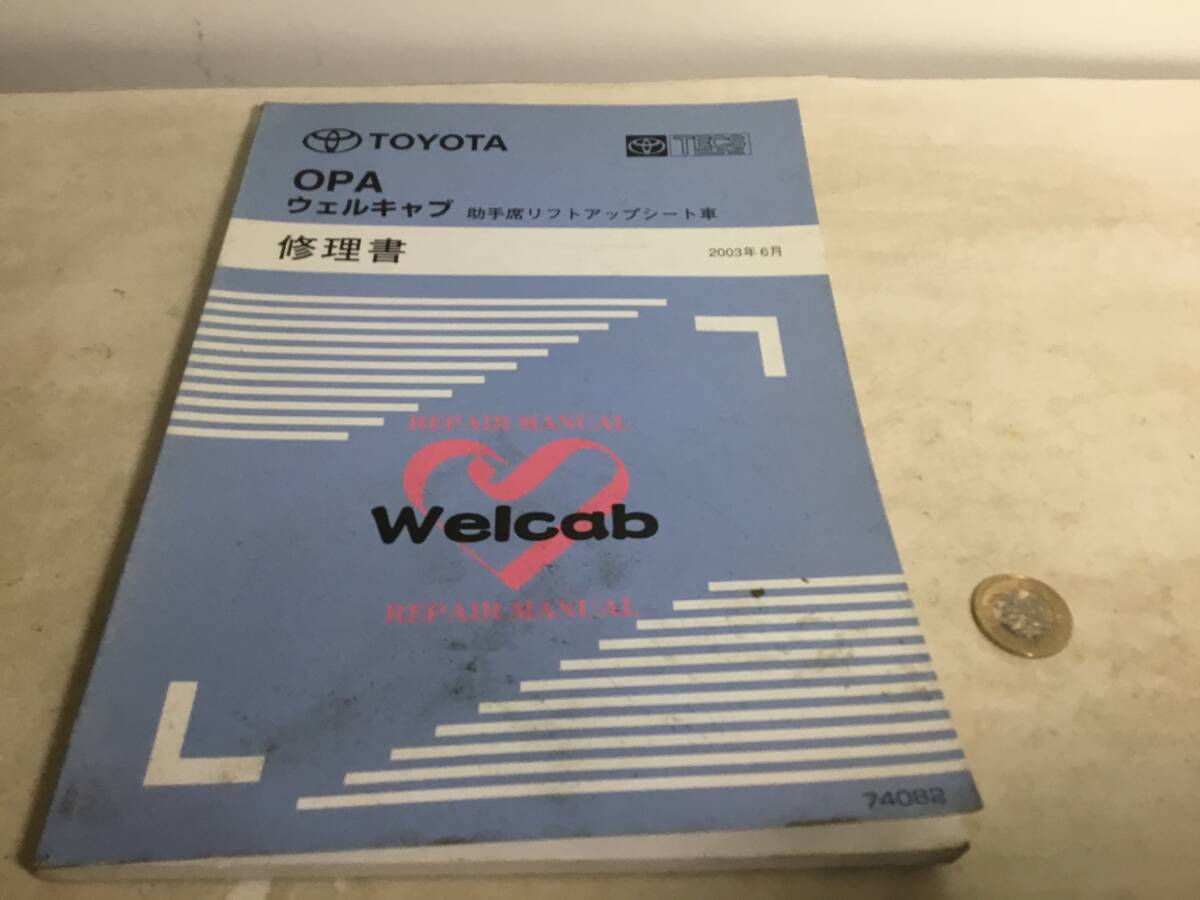 TOYOTA TECS
OPA
ウェルキャブ 助手席リフトアップシート車
修理書 2003年6月
REPAIR MANUAL
Welcab
REPAIR MANUAL
74082